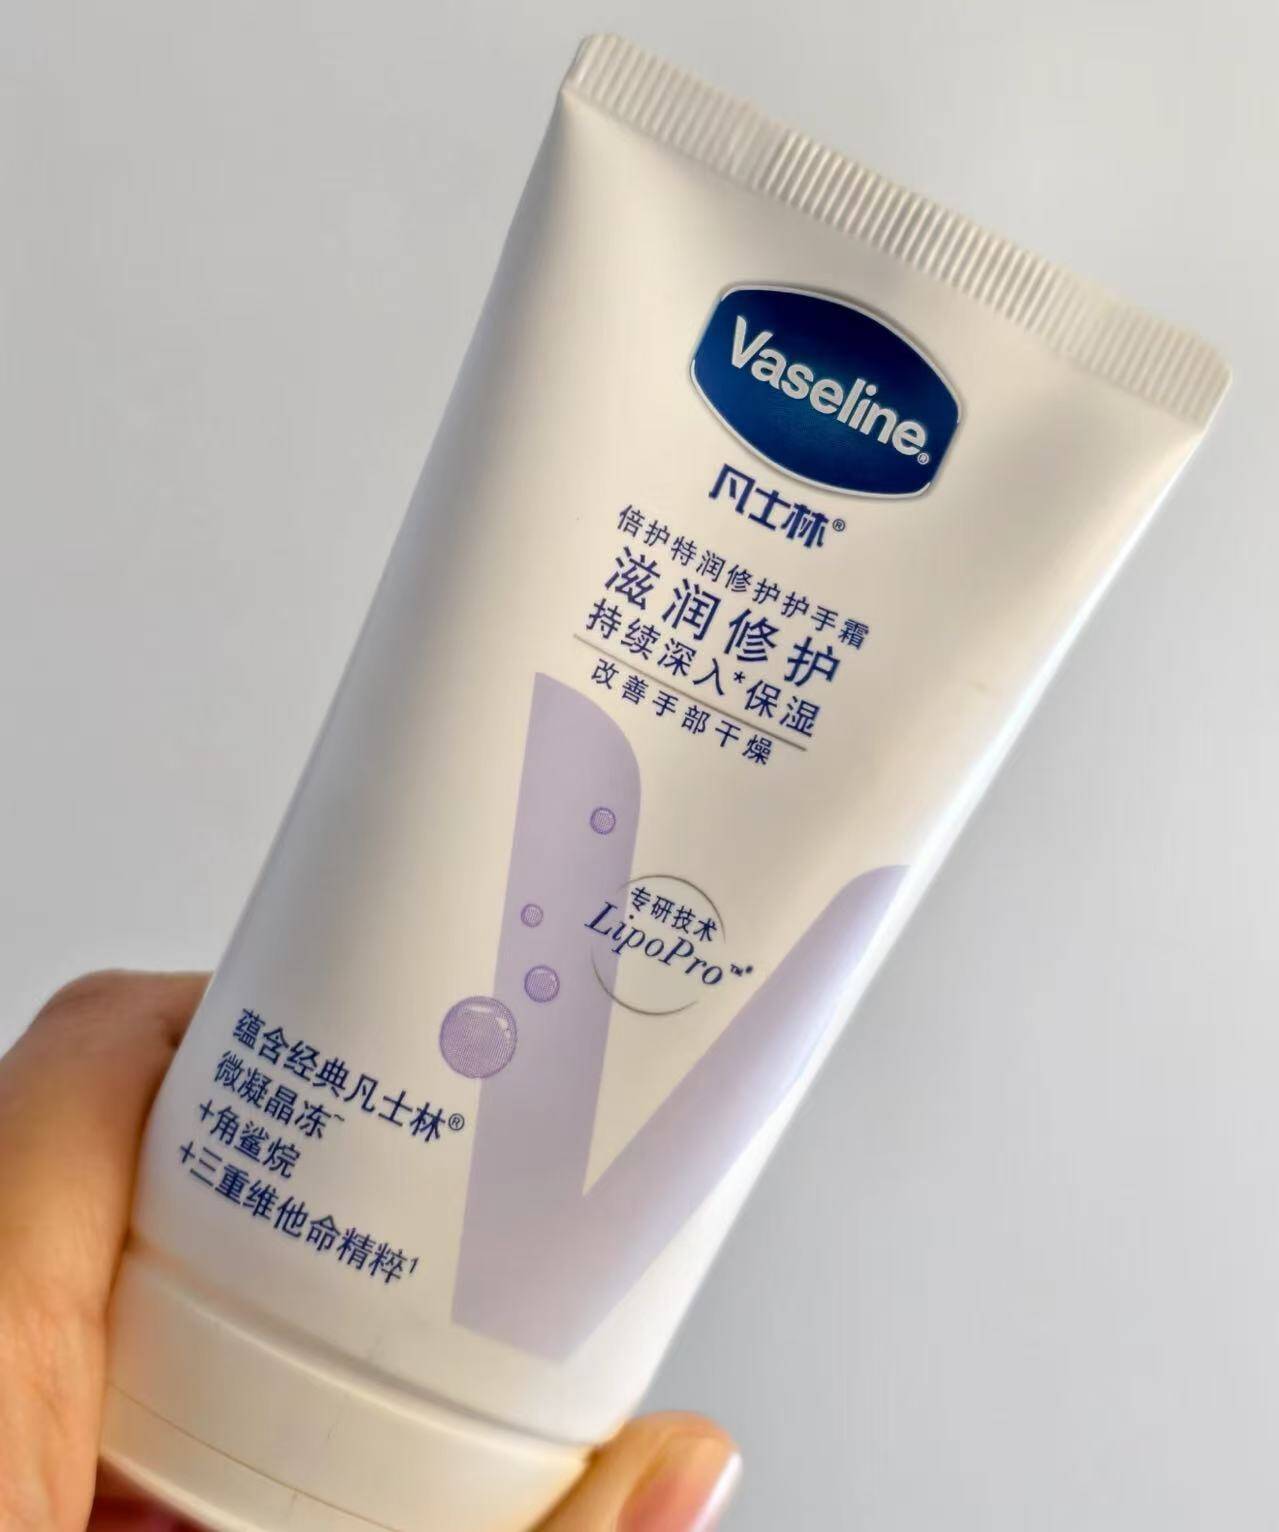 Vaseline®
凡士林®
倍护特润修护护手霜
滋润修护
持续深入*保湿
改善手部干燥
专研技术
LipoPro™*
蕴含经典凡士林®
微凝晶冻~
+角鲨烷
+三重维他命精粹1